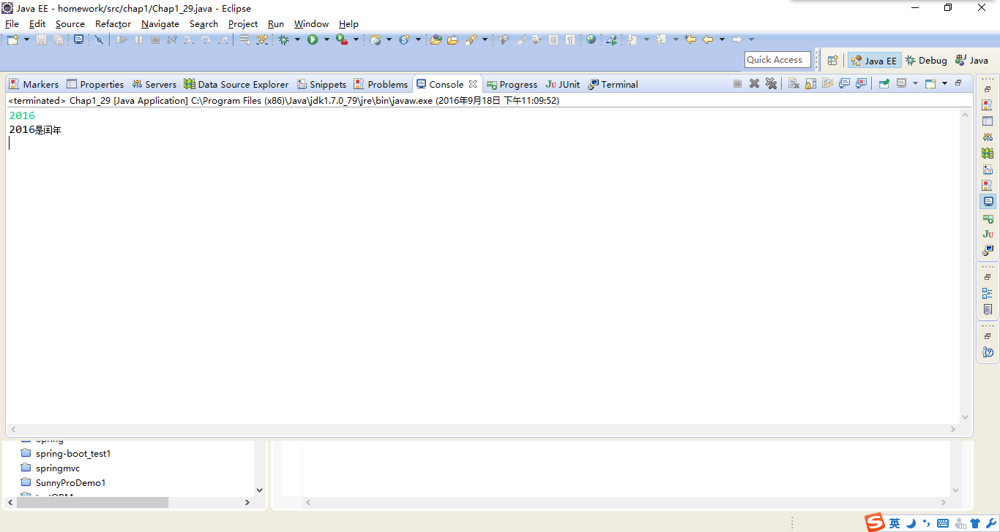 Java EE - homework/src/chap1/Chap1_29.java - Eclipse
File Edit Source Refactor Navigate Search Project Run Window Help
Quick Access Java EE Debug Java
Markers Properties Servers Data Source Explorer Snippets Problems Console Progress JUnit Terminal
<terminated> Chap1_29 [Java Application] C:\Program Files (x86)\Java\jdk1.7.0_79\jre\bin\javaw.exe (2016年9月18日 下午11:09:52)
2016
2016是闰年
spring
spring-boot_test1
springmvc
SunnyProDemo1
英